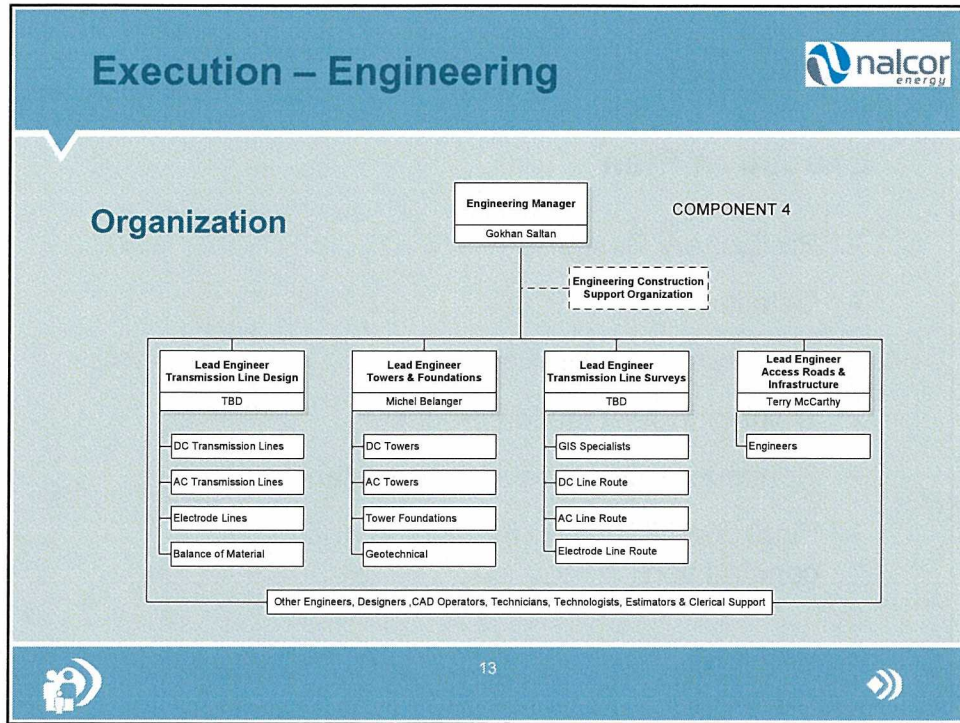 Execution – Engineering
nalcor
energy
Organization
Engineering Manager
Gokhan Saltan
COMPONENT 4
Engineering Construction
Support Organization
Lead Engineer
Transmission Line Design
TBD
DC Transmission Lines
AC Transmission Lines
Electrode Lines
Balance of Material
Lead Engineer
Towers & Foundations
Michel Belanger
DC Towers
AC Towers
Tower Foundations
Geotechnical
Lead Engineer
Transmission Line Surveys
TBD
GIS Specialists
DC Line Route
AC Line Route
Electrode Line Route
Lead Engineer
Access Roads &
Infrastructure
Terry McCarthy
Engineers
Other Engineers, Designers ,CAD Operators, Technicians, Technologists, Estimators & Clerical Support
13